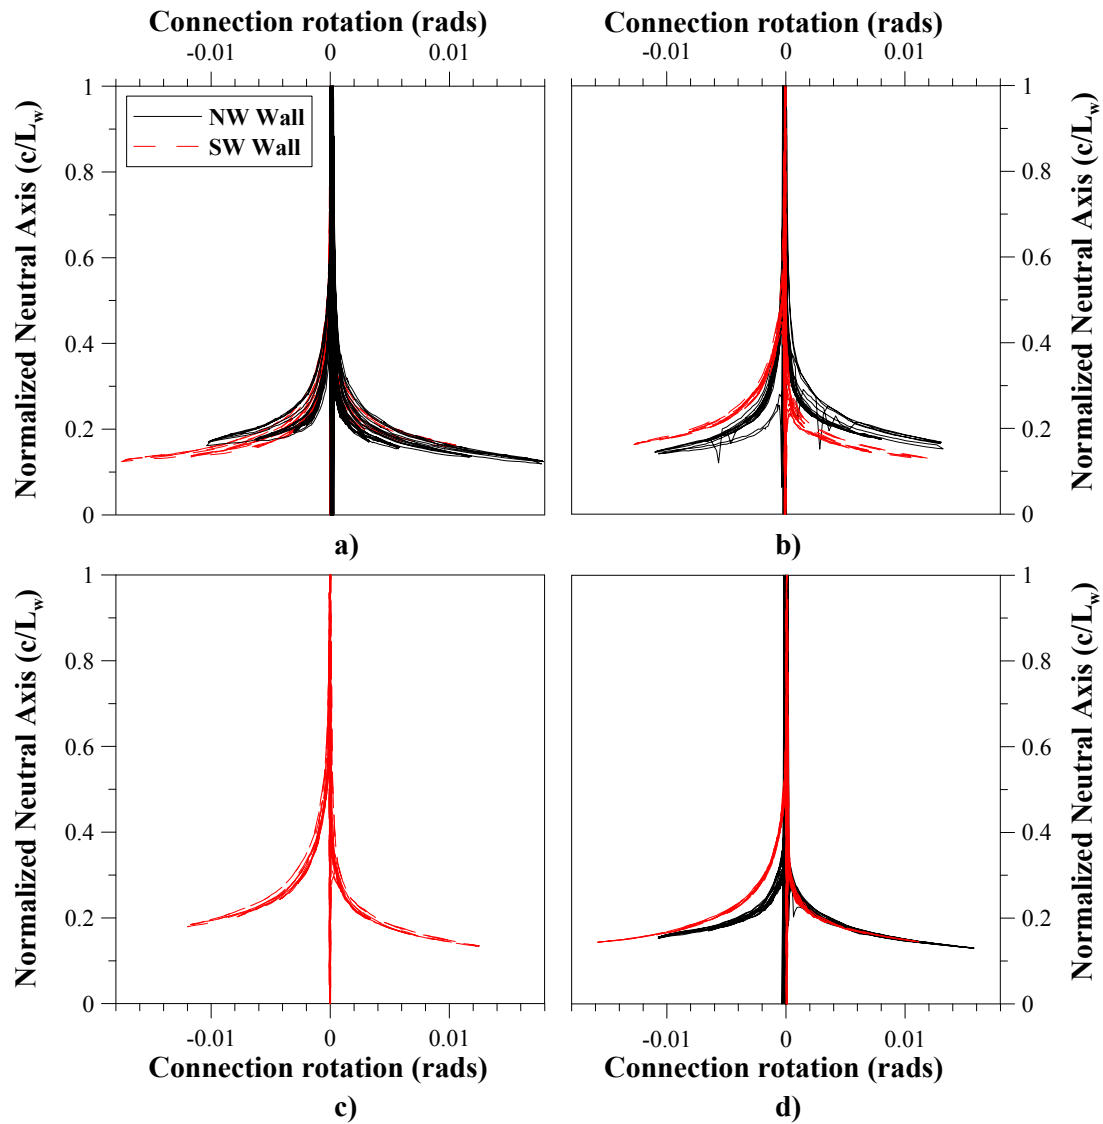 Connection rotation (rads)
Connection rotation (rads)
-0.01 0 0.01
-0.01 0 0.01
Normalized Neutral Axis (c/L_w)
1
0.8
0.6
0.4
0.2
0
NW Wall
SW Wall
a)
1
0.8
0.6
0.4
0.2
0
Normalized Neutral Axis (c/L_w)
b)
Normalized Neutral Axis (c/L_w)
1
0.8
0.6
0.4
0.2
0
-0.01 0 0.01
Connection rotation (rads)
c)
1
0.8
0.6
0.4
0.2
0
Normalized Neutral Axis (c/L_w)
-0.01 0 0.01
Connection rotation (rads)
d)